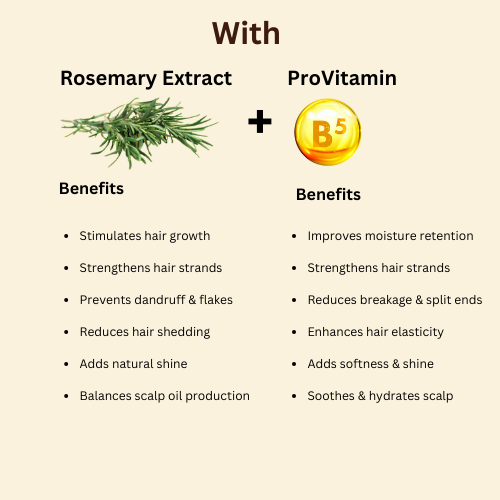 With
Rosemary Extract
ProVitamin
+
B5
Benefits
• Stimulates hair growth
• Strengthens hair strands
• Prevents dandruff & flakes
• Reduces hair shedding
• Adds natural shine
• Balances scalp oil production
Benefits
• Improves moisture retention
• Strengthens hair strands
• Reduces breakage & split ends
• Enhances hair elasticity
• Adds softness & shine
• Soothes & hydrates scalp